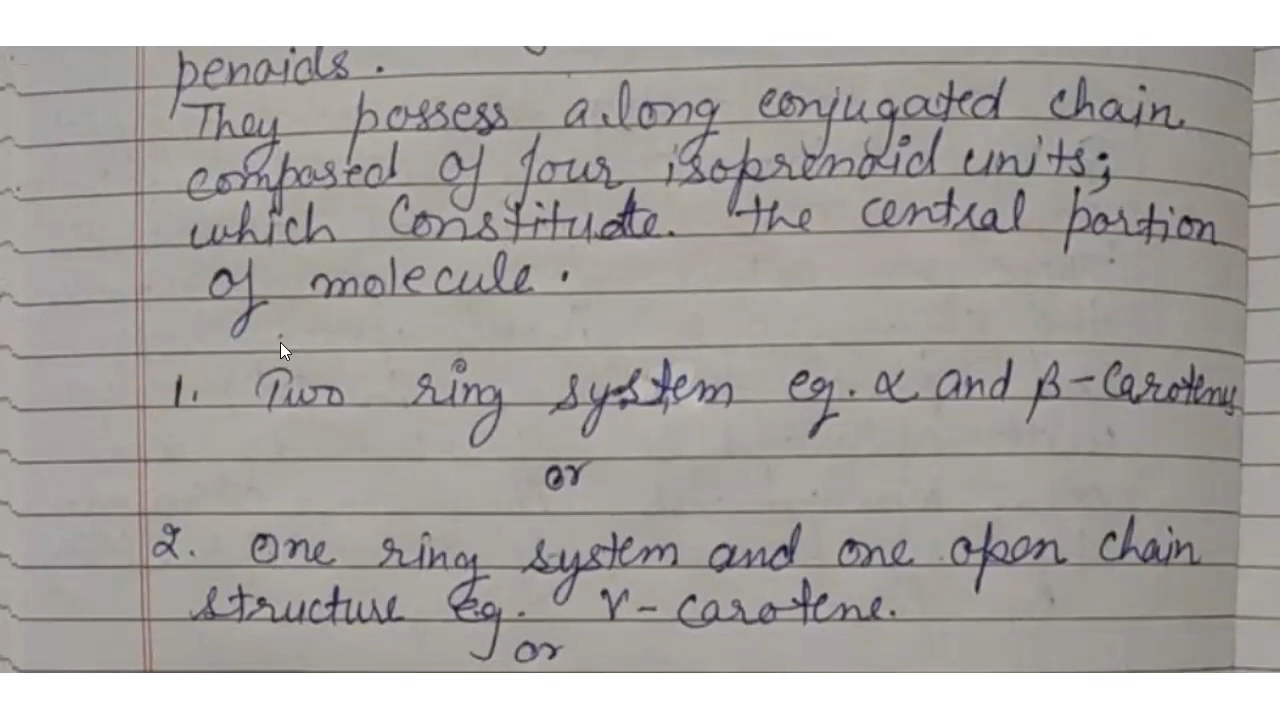 penoids.
They possess a long conjugated chain
composed of four isoprenoid units;
which Constitute. the central portion
of molecule.
1. Two ring system eg. α and β-Carotenes
or
2. One ring system and one open chain
structure eg. γ-carotene.
or